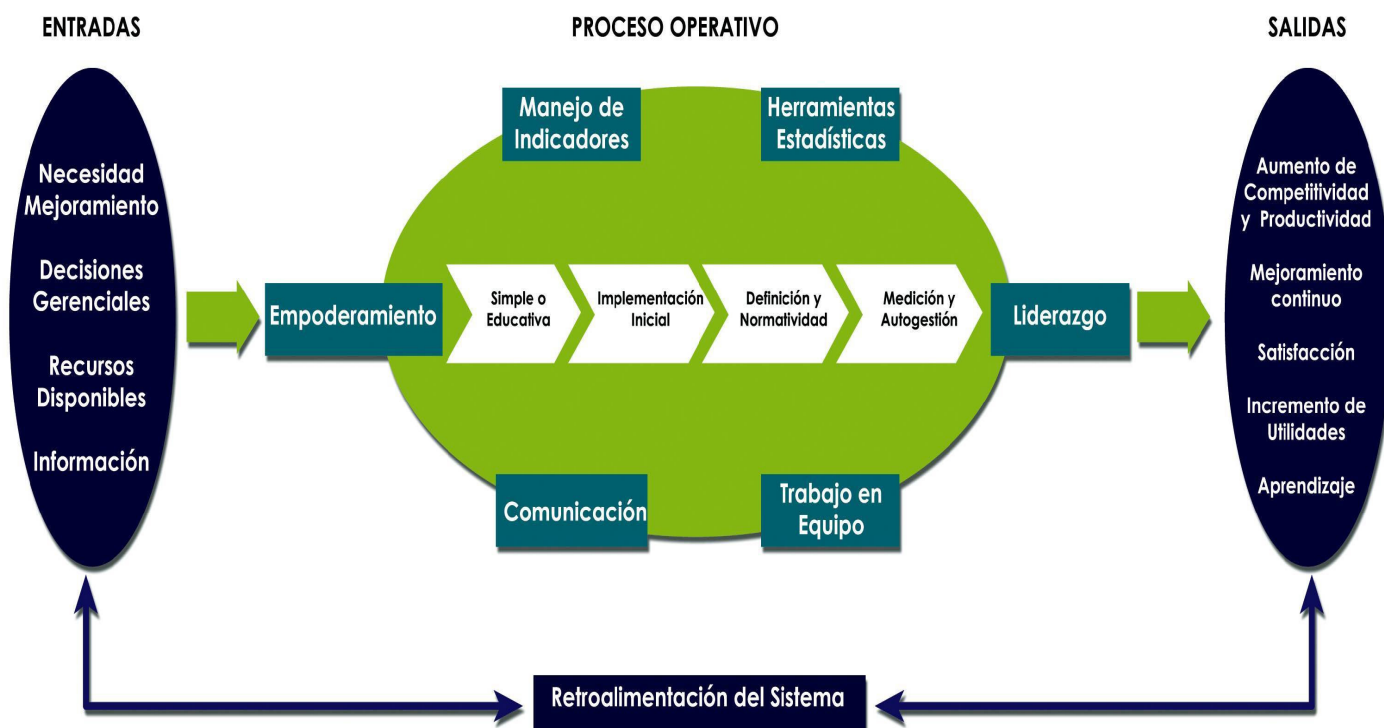 ENTRADAS
PROCESO OPERATIVO
SALIDAS
Necesidad
Mejoramiento
Decisiones
Gerenciales
Recursos
Disponibles
Información
Manejo de
Indicadores
Herramientas
Estadísticas
Empoderamiento
Simple o
Educativa
Implementación
Inicial
Definición y
Normatividad
Medición y
Autogestión
Liderazgo
Comunicación
Trabajo en
Equipo
Aumento de
Competitividad
y Productividad
Mejoramiento
continuo
Satisfacción
Incremento de
Utilidades
Aprendizaje
Retroalimentación del Sistema